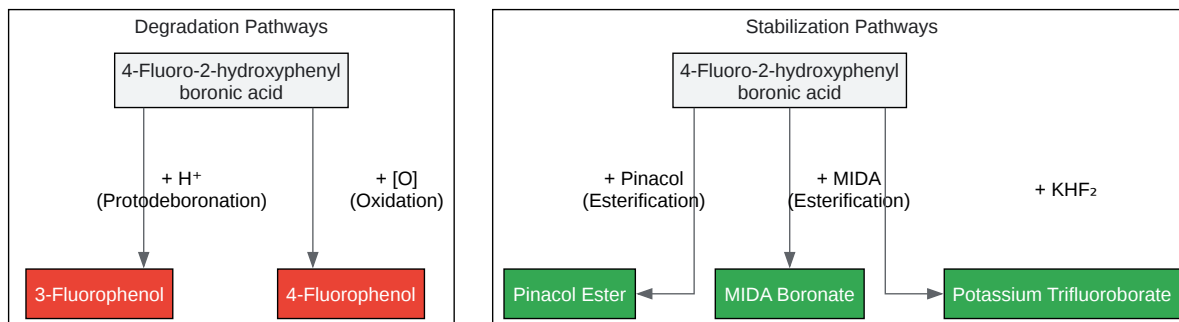 Degradation Pathways
4-Fluoro-2-hydroxyphenyl
boronic acid
+ H⁺
(Protodeboronation)
+ [O]
(Oxidation)
3-Fluorophenol
4-Fluorophenol
Stabilization Pathways
4-Fluoro-2-hydroxyphenyl
boronic acid
+ Pinacol
(Esterification)
+ MIDA
(Esterification)
+ KHF₂
Pinacol Ester
MIDA Boronate
Potassium Trifluoroborate